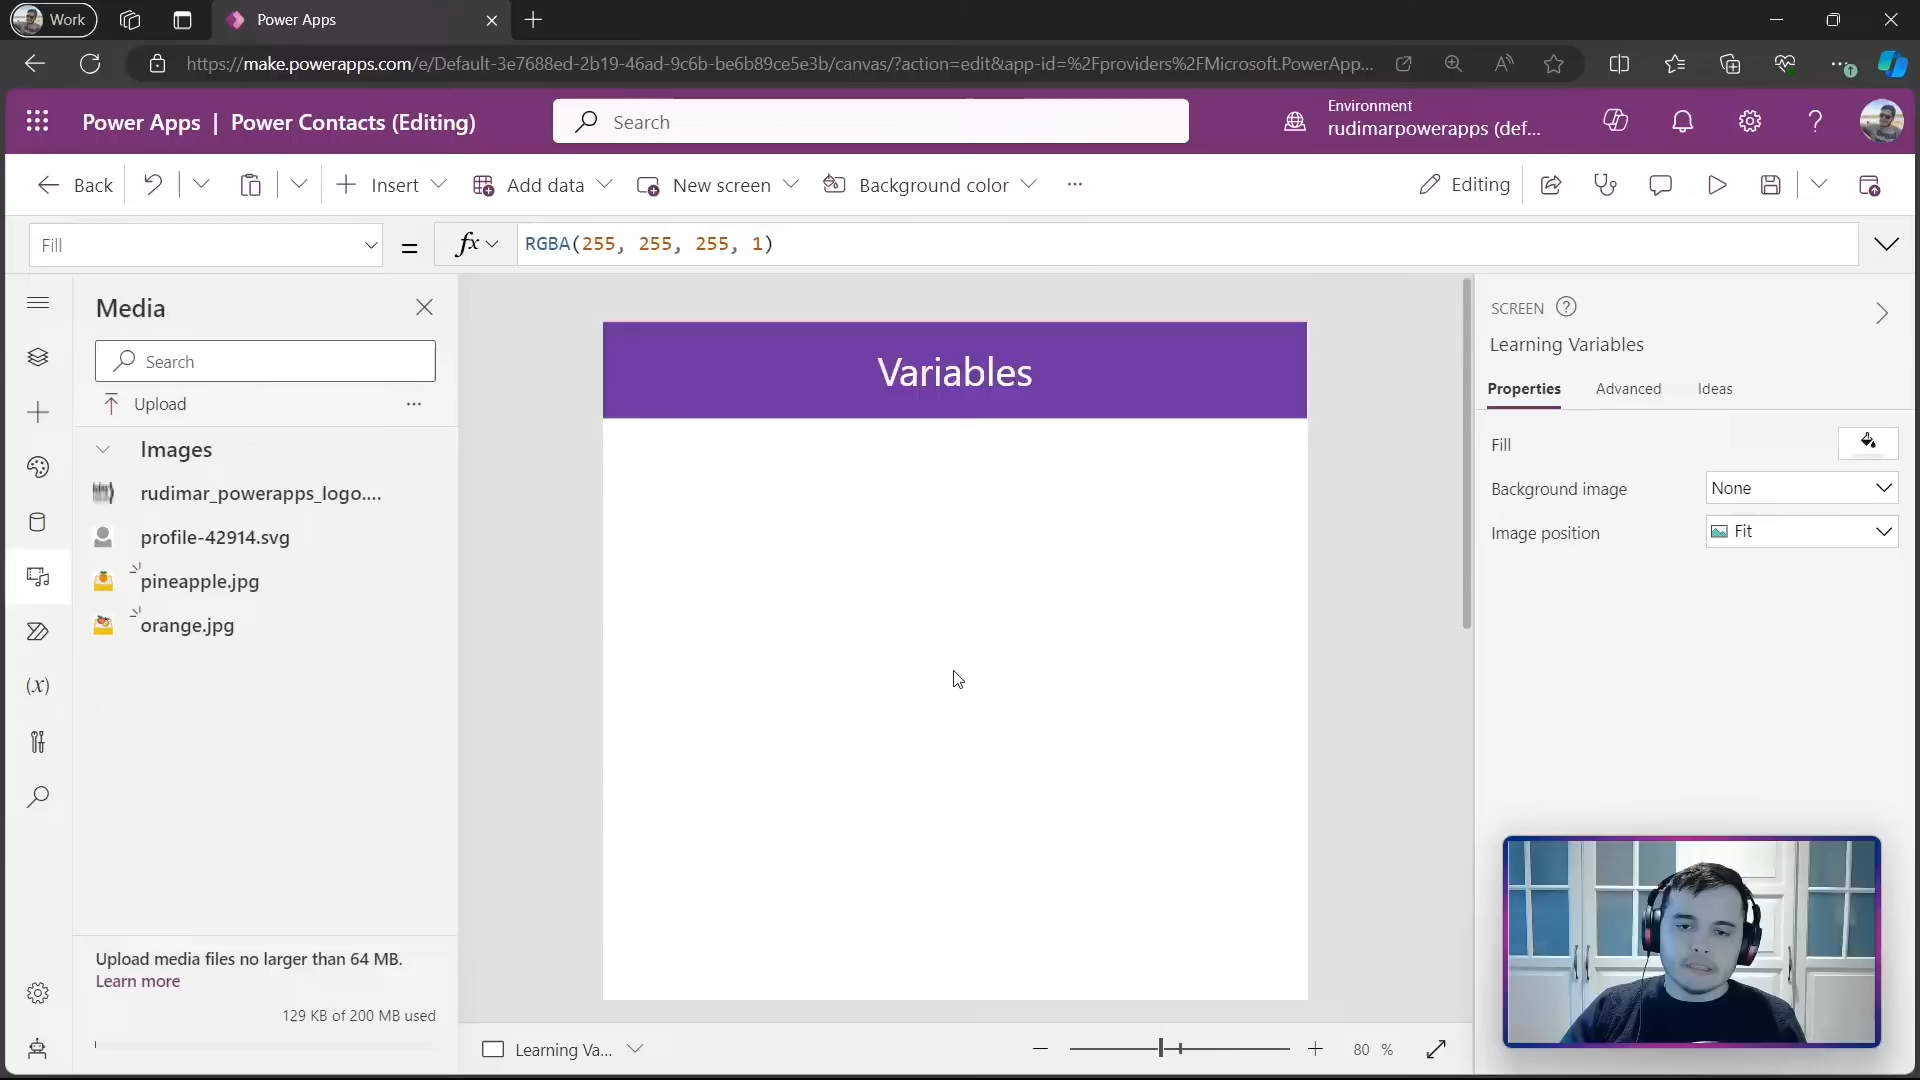 Work
Power Apps
https://make.powerapps.com/e/Default-3e7688ed-2b19-46ad-9c6b-be6b89ce5e3b/canvas/?action=edit&app-id=%2Fproviders%2FMicrosoft.PowerApp...
Power Apps | Power Contacts (Editing)
Search
Environment
rudimarpowerapps (def...
Back
Insert
Add data
New screen
Background color
...
Editing
Fill
=
fx
RGBA(255, 255, 255, 1)
Media
Search
Upload
...
Images
rudimar_powerapps_logo....
profile-42914.svg
pineapple.jpg
orange.jpg
(x)
Upload media files no larger than 64 MB.
Learn more
129 KB of 200 MB used
Variables
Learning Va...
80 %
SCREEN
Learning Variables
Properties
Advanced
Ideas
Fill
Background image
None
Image position
Fit